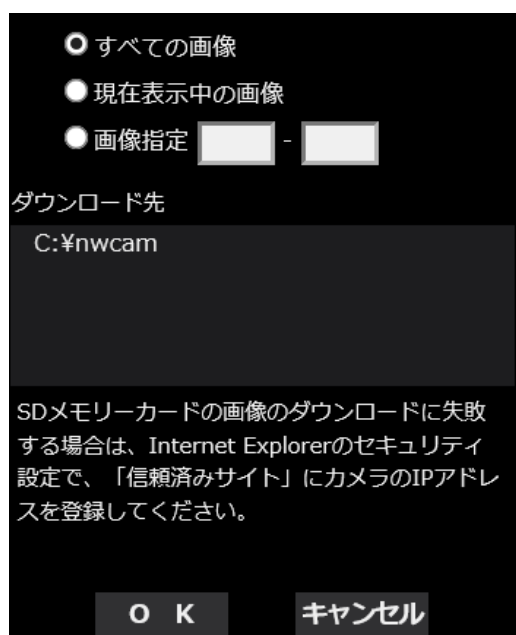 すべての画像
現在表示中の画像
画像指定 -
ダウンロード先
C:¥nwcam
SDメモリーカードの画像のダウンロードに失敗
する場合は、Internet Explorerのセキュリティ
設定で、「信頼済みサイト」にカメラのIPアドレ
スを登録してください。
O K キャンセル